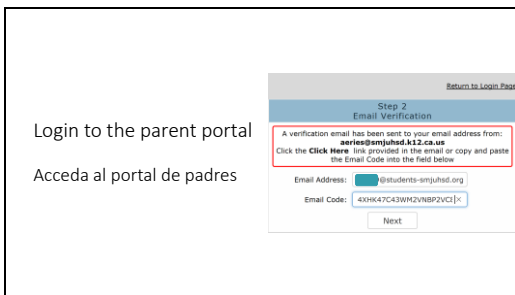 Login to the parent portal
Acceda al portal de padres
Return to Login Page
Step 2
Email Verification
A verification email has been sent to your email address from:
aeries@smjuhsd.k12.ca.us
Click the Click Here link provided in the email or copy and paste
the Email Code into the field below
Email Address: @students-smjuhsd.org
Email Code: 4XHK47C43WM2VNBP2VCI
Next